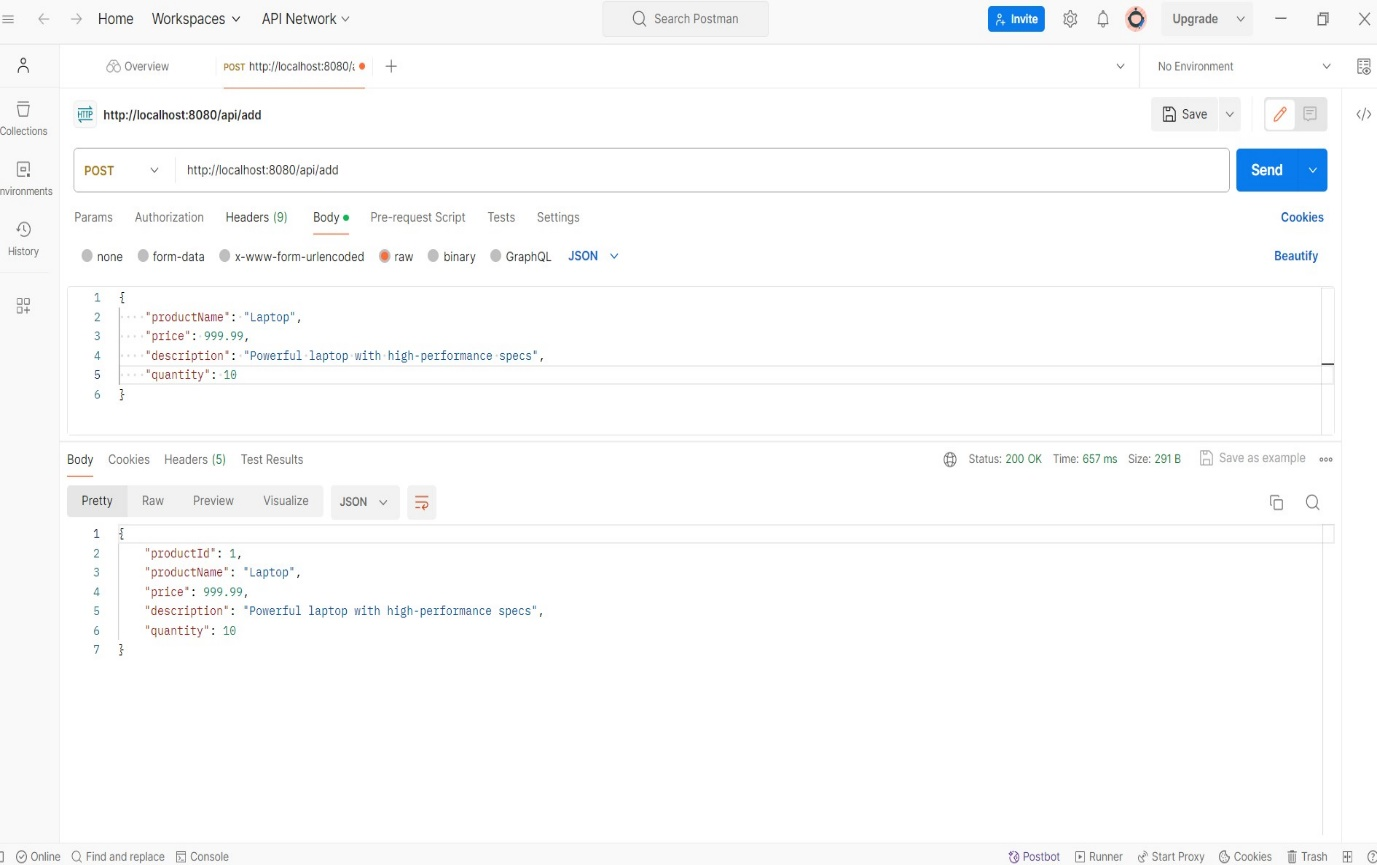 Home Workspaces API Network Search Postman Invite Upgrade
Overview POST http://localhost:8080/a No Environment
HTTP http://localhost:8080/api/add Save
Collections
POST http://localhost:8080/api/add Send
nvironments
Params Authorization Headers (9) Body Pre-request Script Tests Settings Cookies
History
none form-data x-www-form-urlencoded raw binary GraphQL JSON Beautify
1 {
2 "productName": "Laptop",
3 "price": 999.99,
4 "description": "Powerful laptop with high-performance specs",
5 "quantity": 10
6 }
Body Cookies Headers (5) Test Results Status: 200 OK Time: 657 ms Size: 291 B Save as example
Pretty Raw Preview Visualize JSON
1 {
2 "productId": 1,
3 "productName": "Laptop",
4 "price": 999.99,
5 "description": "Powerful laptop with high-performance specs",
6 "quantity": 10
7 }
Online Find and replace Console Postbot Runner Start Proxy Cookies Trash